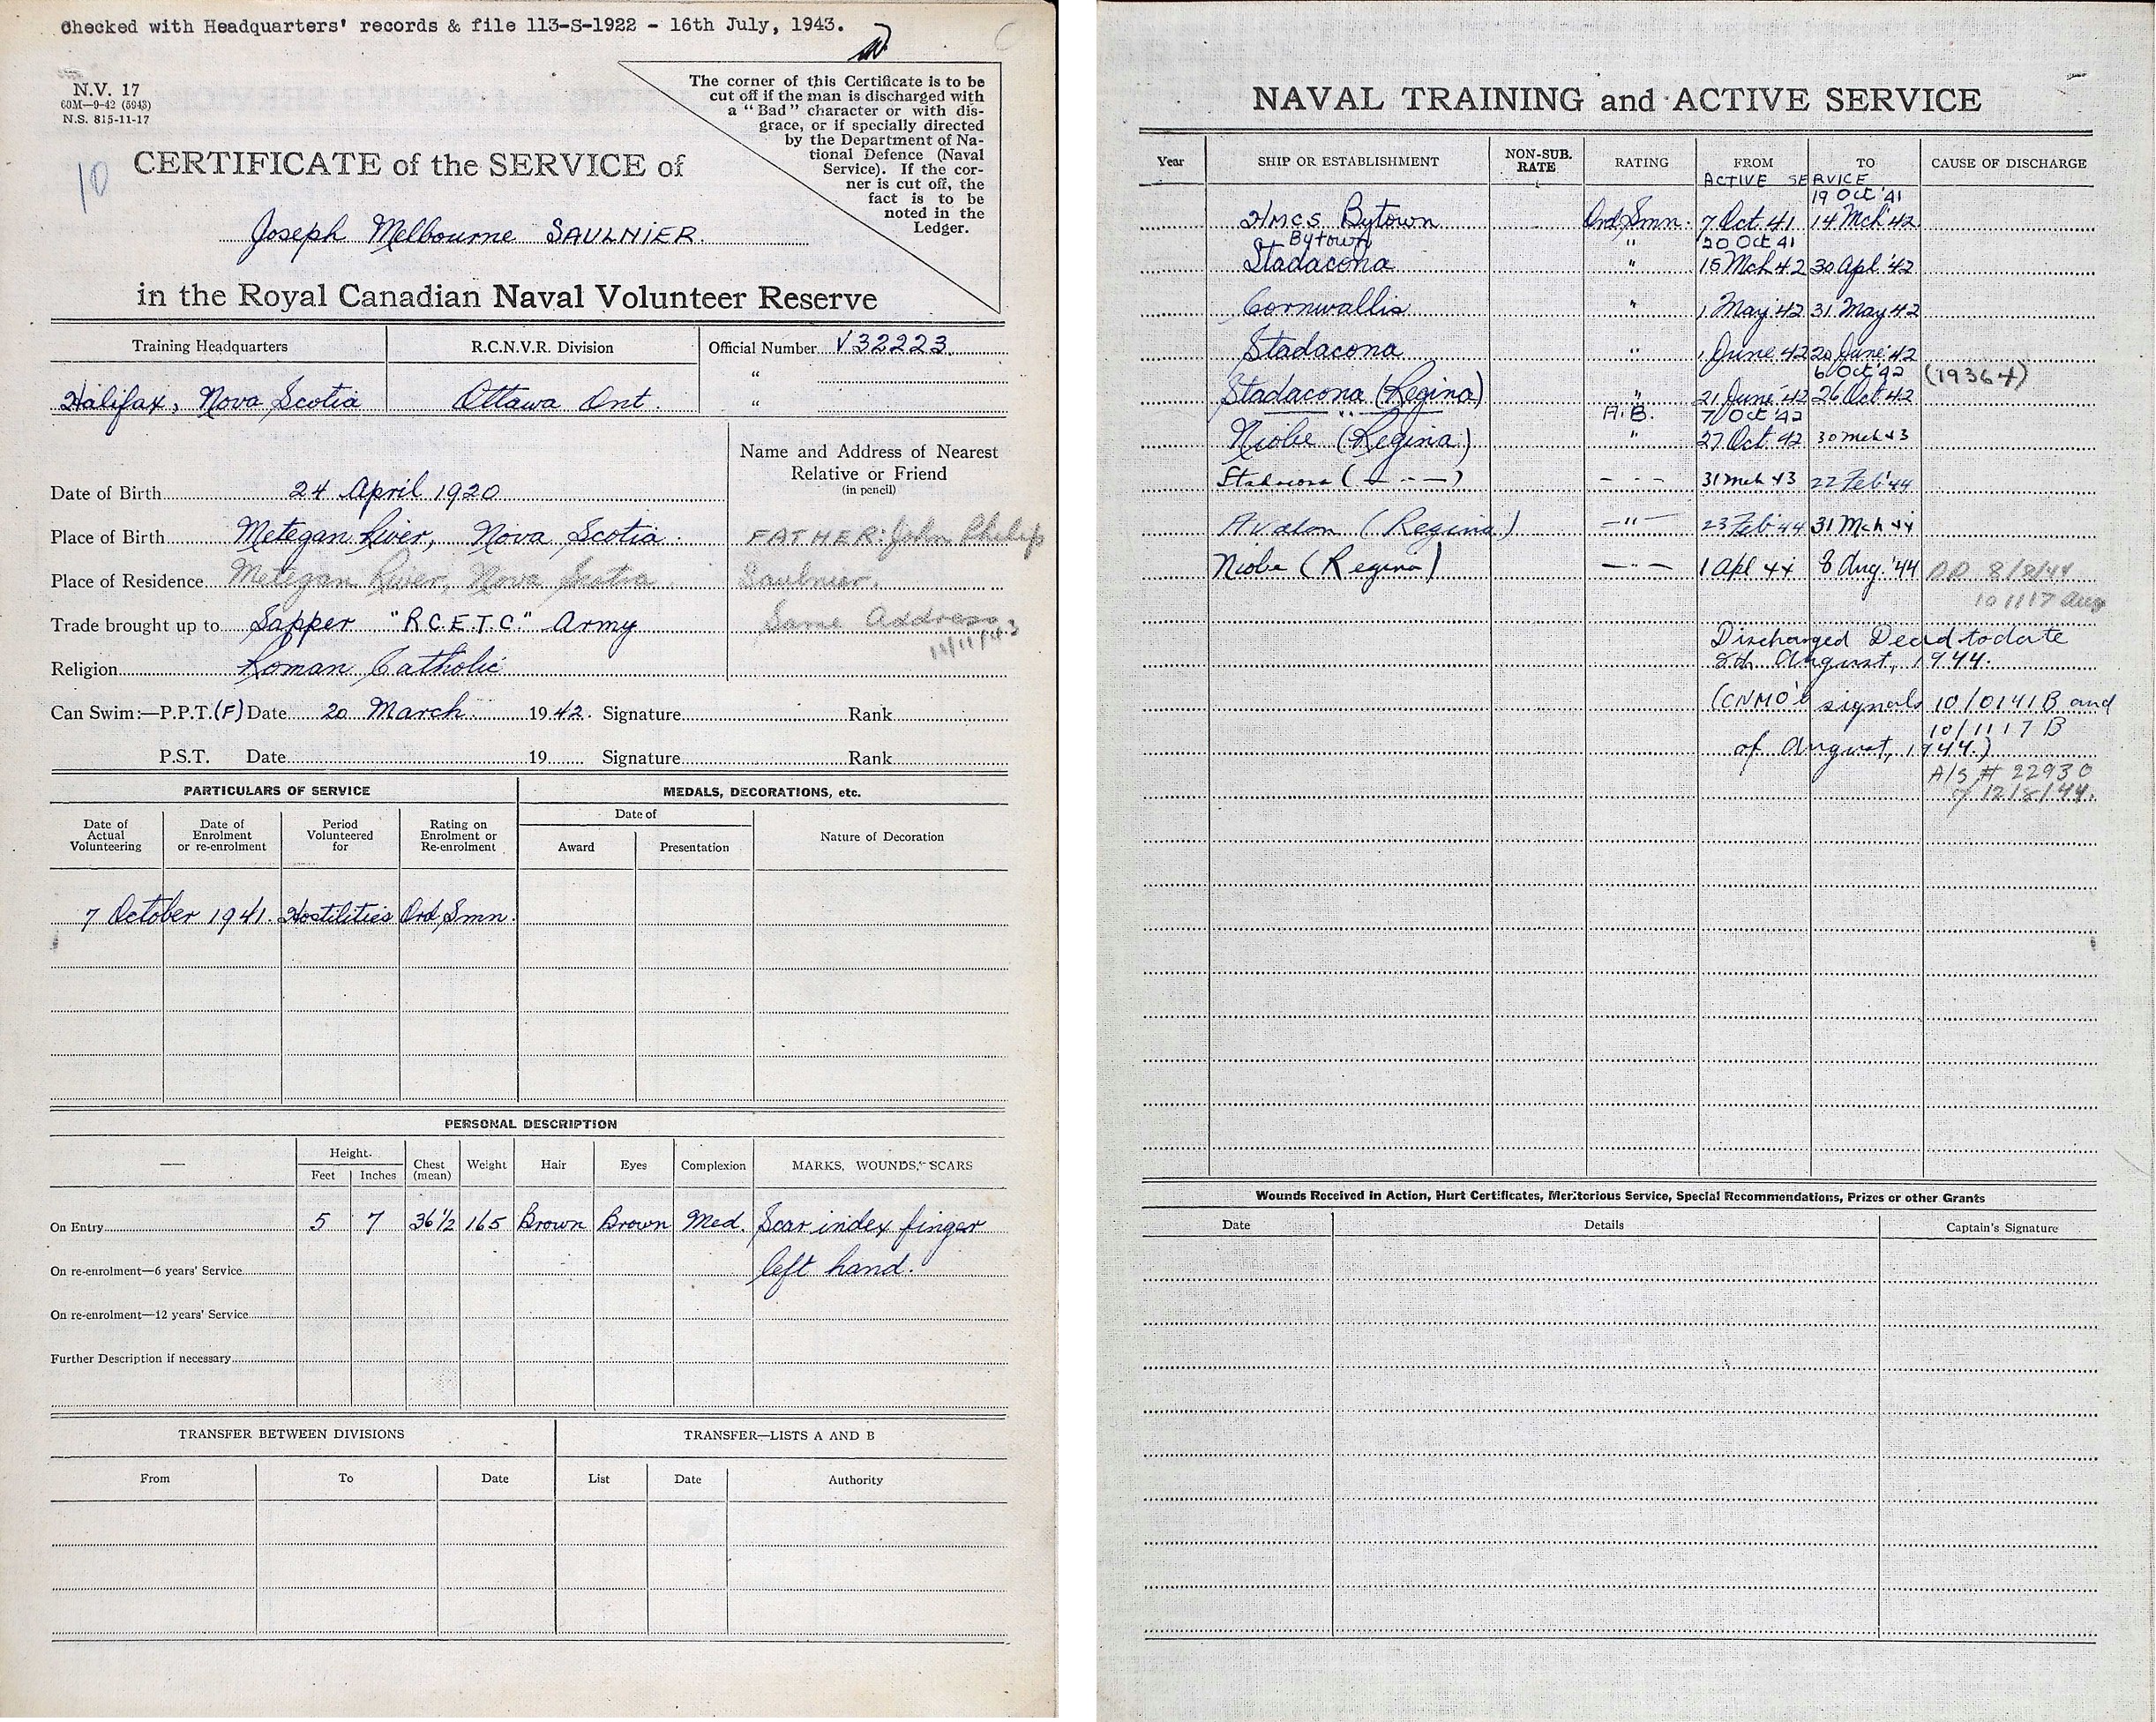 Checked with Headquarters' records & file 113-S-1922 - 16th July, 1943.
N.V. 17
60M—9-42 (5943)
N.S. 815-11-17
10
The corner of this Certificate is to be
cut off if the man is discharged with
a "Bad" character or with dis-
grace, or if specially directed
by the Department of Na-
tional Defence (Naval
Service). If the cor-
ner is cut off, the
fact is to be
noted in the
Ledger.
CERTIFICATE of the SERVICE of
Joseph Melbourne SAULNIER.
in the Royal Canadian Naval Volunteer Reserve
Training Headquarters R.C.N.V.R. Division Official Number V32223
"
Halifax, Nova Scotia Ottawa Ont. "
Name and Address of Nearest
Relative or Friend
(in pencil)
Date of Birth 24 April 1920
Place of Birth Metegan River, Nova Scotia. FATHER: John Philip
Place of Residence Metegan River, Nova Scotia. Saulnier.
Trade brought up to Sapper "R.C.E.T.C." Army Same Address
11/11/43
Religion Roman Catholic
Can Swim:—P.P.T.(F) Date 20 March 1942. Signature Rank
P.S.T. Date 19 Signature Rank
PARTICULARS OF SERVICE MEDALS, DECORATIONS, etc.
Date of Actual Volunteering Date of Enrolment or re-enrolment Period Volunteered for Rating on Enrolment or Re-enrolment Date of Nature of Decoration
Award Presentation
7 October 1941. Hostilities Ord Smn.
PERSONAL DESCRIPTION
— Height. Chest (mean) Weight Hair Eyes Complexion MARKS, WOUNDS, SCARS
Feet Inches
On Entry 5 7 36½ 165 Brown Brown Med. Scar index finger
On re-enrolment—6 years' Service left hand.
On re-enrolment—12 years' Service
Further Description if necessary
TRANSFER BETWEEN DIVISIONS TRANSFER—LISTS A AND B
From To Date List Date Authority
NAVAL TRAINING and ACTIVE SERVICE
Year SHIP OR ESTABLISHMENT NON-SUB. RATE RATING FROM TO CAUSE OF DISCHARGE
ACTIVE SERVICE
19 Oct '41
HMCS Bytown Ord Smn. 7 Oct 41 14 Mch '42
Bytown 20 Oct 41
Stadacona " 15 Mch 42 30 Apl '42
Cornwallis " 1 May '42 31 May 42
Stadacona " 1 June 42 20 June '42
6 Oct '42 (19364)
Stadacona (Regina) " 21 June '42 26 Oct 42
A.B. 7 Oct '42
Niobe (Regina) " 27 Oct 42 30 Mch 43
Stadacona (— " —) — " — 31 Mch 43 22 Feb '44
Avalon (Regina) — " — 23 Feb '44 31 Mch 44
Niobe (Regina) — " — 1 Apl 44 8 Aug. '44 DD 8/8/44
101117 Aug
Discharged Dead to date
8th August, 1944.
(CNMO's signals 10/0141B and
10/1117 B
of August, 1944.)
A/S # 22930
12/8/44.
Wounds Received in Action, Hurt Certificates, Meritorious Service, Special Recommendations, Prizes or other Grants
Date Details Captain's Signature